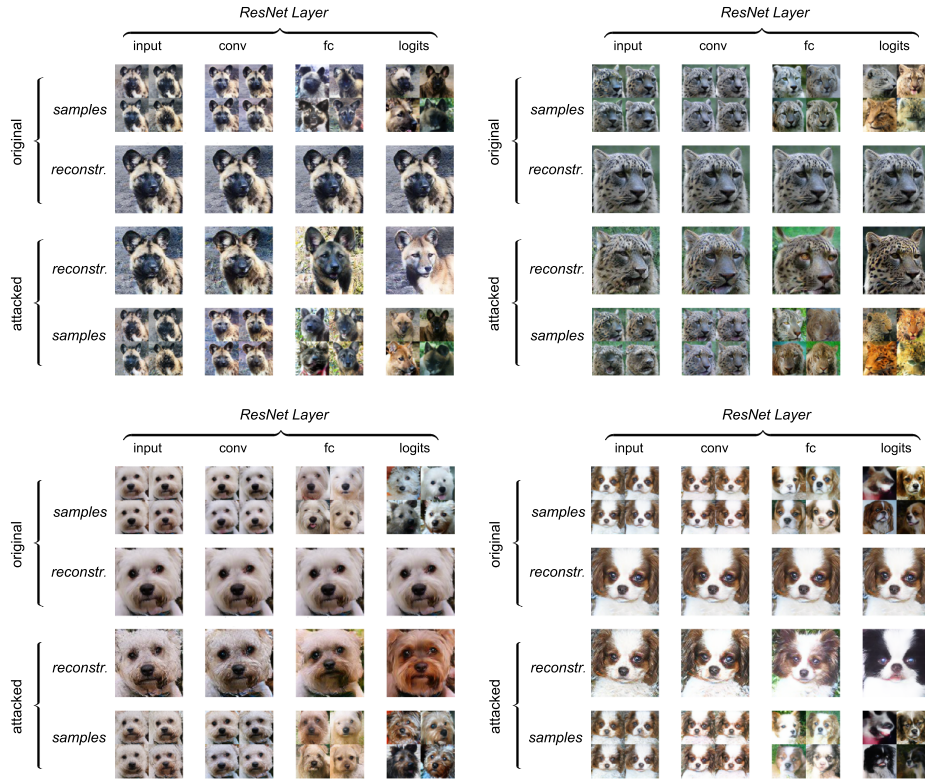 ResNet Layer
input conv fc logits
original
samples
reconstr.
attacked
reconstr.
samples
ResNet Layer
input conv fc logits
original
samples
reconstr.
attacked
reconstr.
samples
ResNet Layer
input conv fc logits
original
samples
reconstr.
attacked
reconstr.
samples
ResNet Layer
input conv fc logits
original
samples
reconstr.
attacked
reconstr.
samples